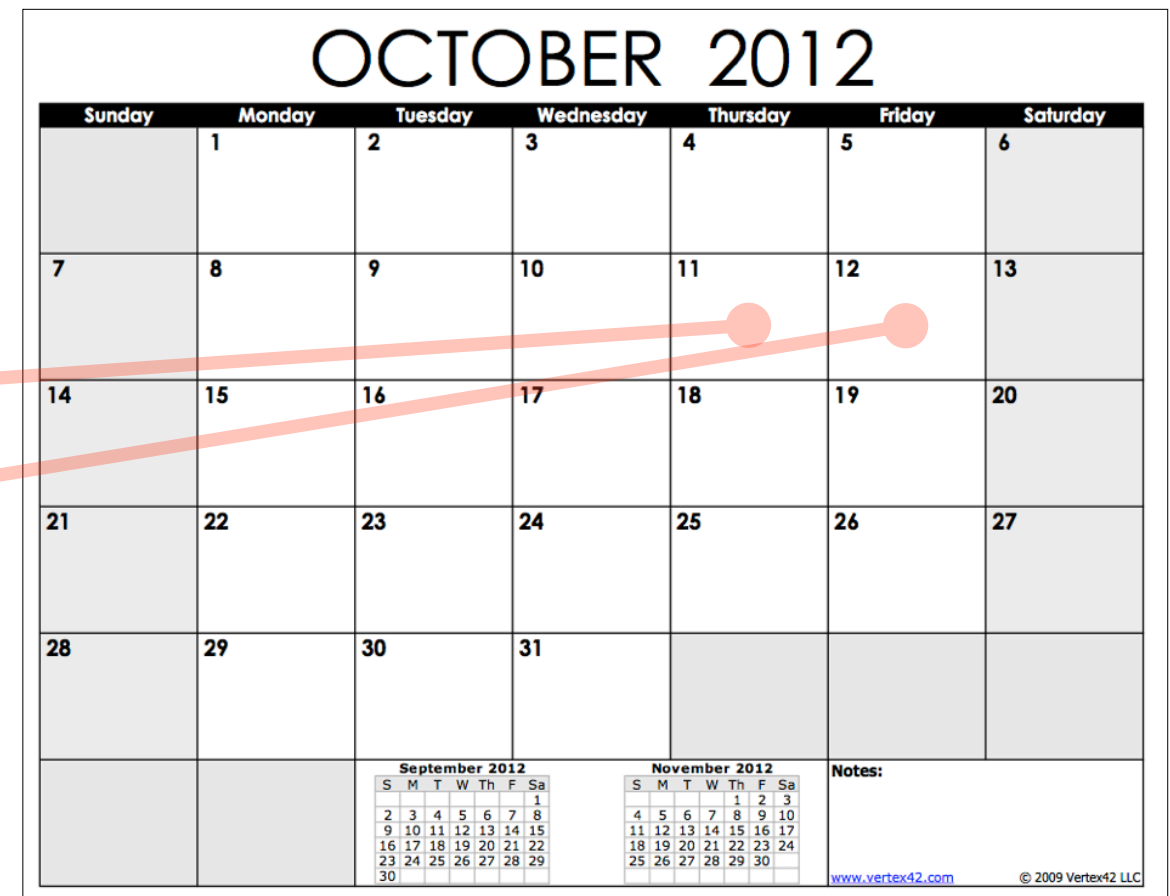 OCTOBER 2012
Sunday Monday Tuesday Wednesday Thursday Friday Saturday
1 2 3 4 5 6
7 8 9 10 11 12 13
14 15 16 17 18 19 20
21 22 23 24 25 26 27
28 29 30 31
September 2012
S M T W Th F Sa
1
2 3 4 5 6 7 8
9 10 11 12 13 14 15
16 17 18 19 20 21 22
23 24 25 26 27 28 29
30
November 2012
S M T W Th F Sa
1 2 3
4 5 6 7 8 9 10
11 12 13 14 15 16 17
18 19 20 21 22 23 24
25 26 27 28 29 30
Notes:
www.vertex42.com © 2009 Vertex42 LLC